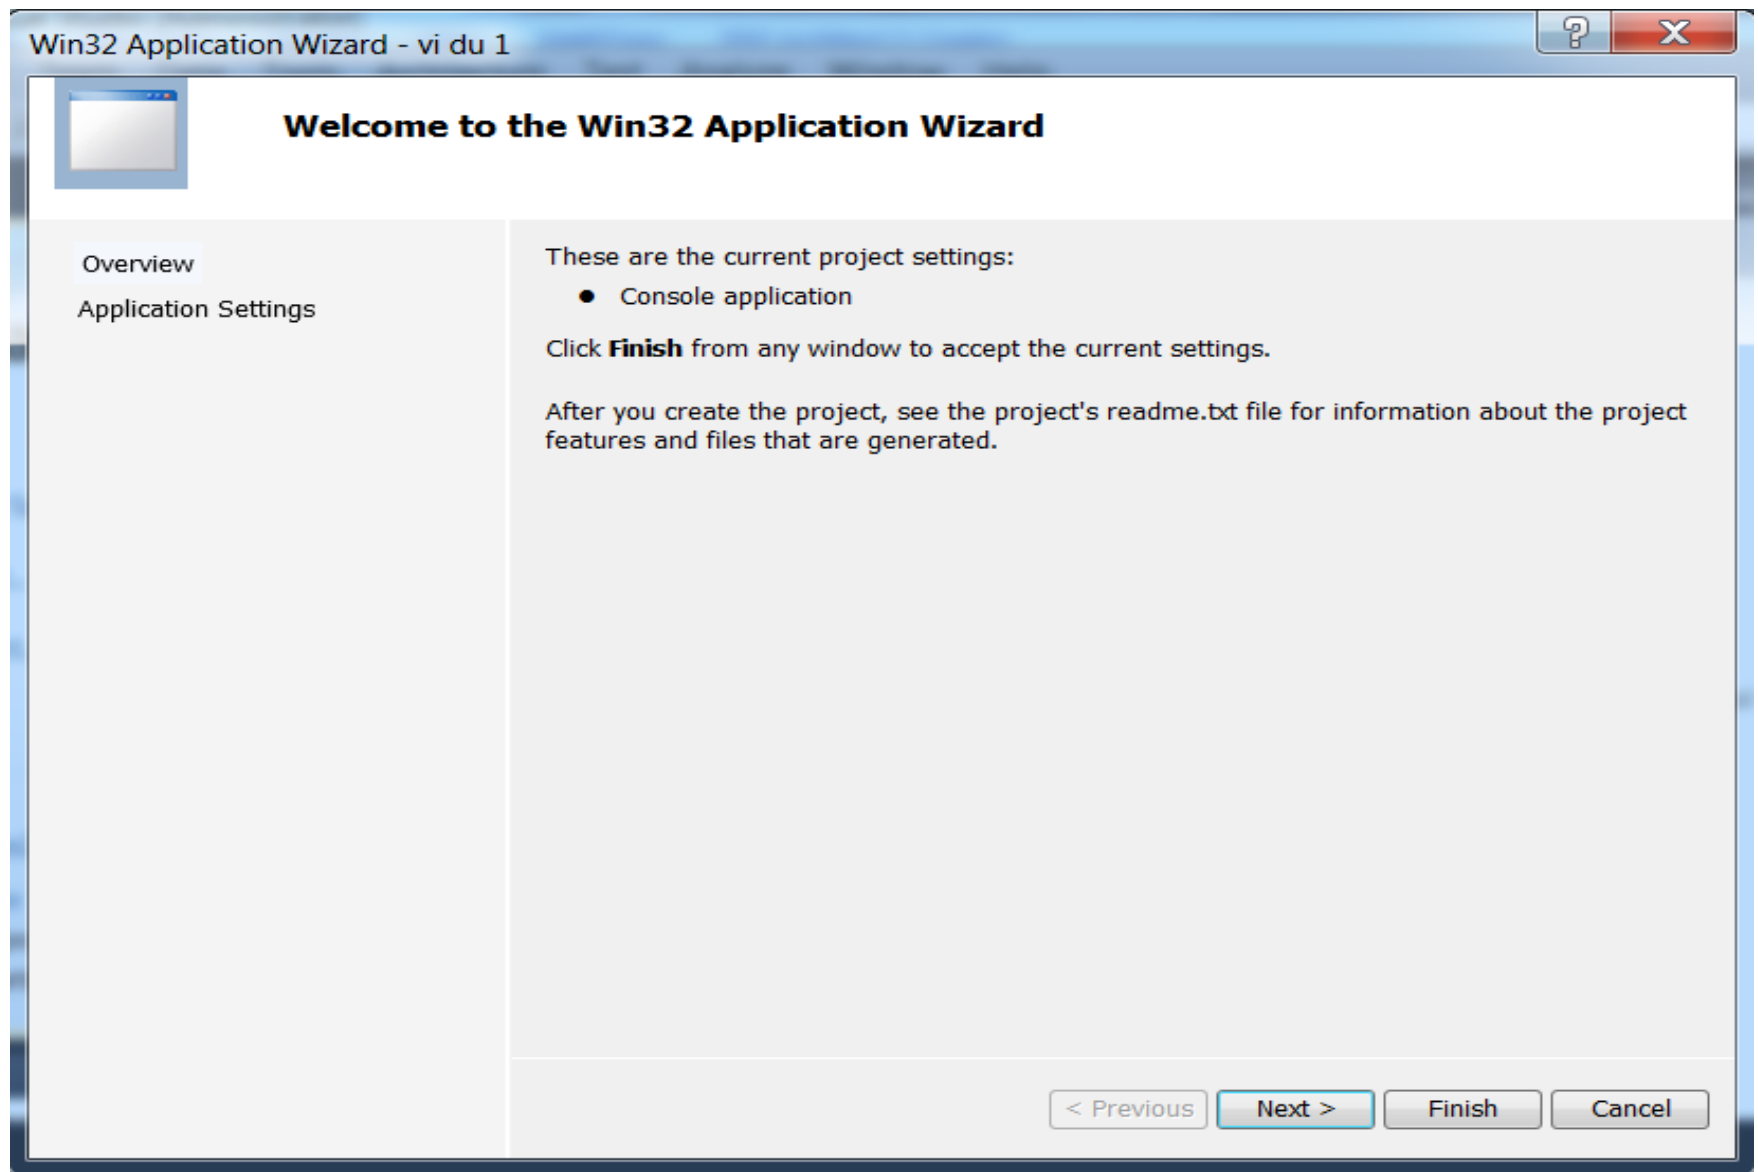 Win32 Application Wizard - vi du 1
Welcome to the Win32 Application Wizard
Overview
Application Settings
These are the current project settings:
● Console application
Click Finish from any window to accept the current settings.
After you create the project, see the project's readme.txt file for information about the project
features and files that are generated.
< Previous
Next >
Finish
Cancel